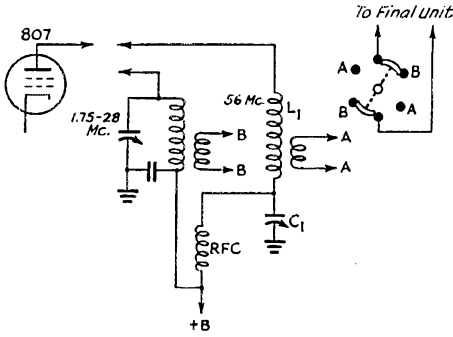 To Final Unit
807
A
B
B
A
56 Mc.
L1
1.75-28
Mc.
B
B
A
A
C1
RFC
+B